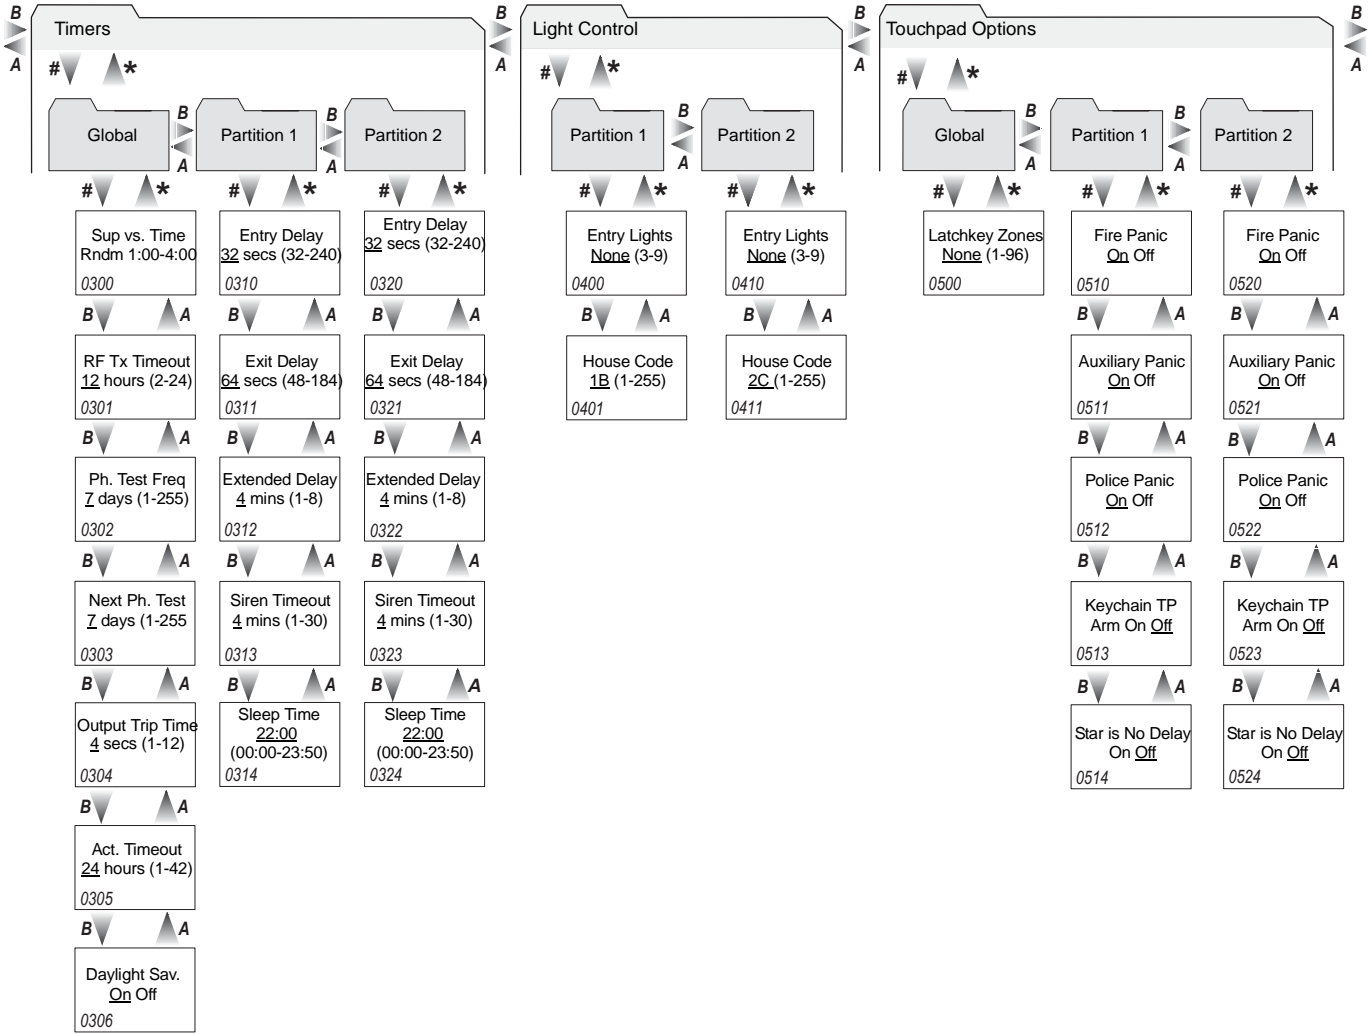 B
A
Timers
#
*
Global
B
A
Partition 1
B
A
Partition 2
#
*
Sup vs. Time
Rndm 1:00-4:00
0300
B
A
RF Tx Timeout
12 hours (2-24)
0301
B
A
Ph. Test Freq
7 days (1-255)
0302
B
A
Next Ph. Test
7 days (1-255
0303
B
A
Output Trip Time
4 secs (1-12)
0304
B
A
Act. Timeout
24 hours (1-42)
0305
B
A
Daylight Sav.
On Off
0306
#
*
Entry Delay
32 secs (32-240)
0310
B
A
Exit Delay
64 secs (48-184)
0311
B
A
Extended Delay
4 mins (1-8)
0312
B
A
Siren Timeout
4 mins (1-30)
0313
B
A
Sleep Time
22:00
(00:00-23:50)
0314
#
*
Entry Delay
32 secs (32-240)
0320
B
A
Exit Delay
64 secs (48-184)
0321
B
A
Extended Delay
4 mins (1-8)
0322
B
A
Siren Timeout
4 mins (1-30)
0323
B
A
Sleep Time
22:00
(00:00-23:50)
0324
B
A
Light Control
#
*
Partition 1
B
A
Partition 2
#
*
Entry Lights
None (3-9)
0400
B
A
House Code
1B (1-255)
0401
#
*
Entry Lights
None (3-9)
0410
B
A
House Code
2C (1-255)
0411
B
A
Touchpad Options
#
*
Global
B
A
Partition 1
B
A
Partition 2
#
*
Latchkey Zones
None (1-96)
0500
#
*
Fire Panic
On Off
0510
B
A
Auxiliary Panic
On Off
0511
B
A
Police Panic
On Off
0512
B
A
Keychain TP
Arm On Off
0513
B
A
Star is No Delay
On Off
0514
#
*
Fire Panic
On Off
0520
B
A
Auxiliary Panic
On Off
0521
B
A
Police Panic
On Off
0522
B
A
Keychain TP
Arm On Off
0523
B
A
Star is No Delay
On Off
0524
B
A